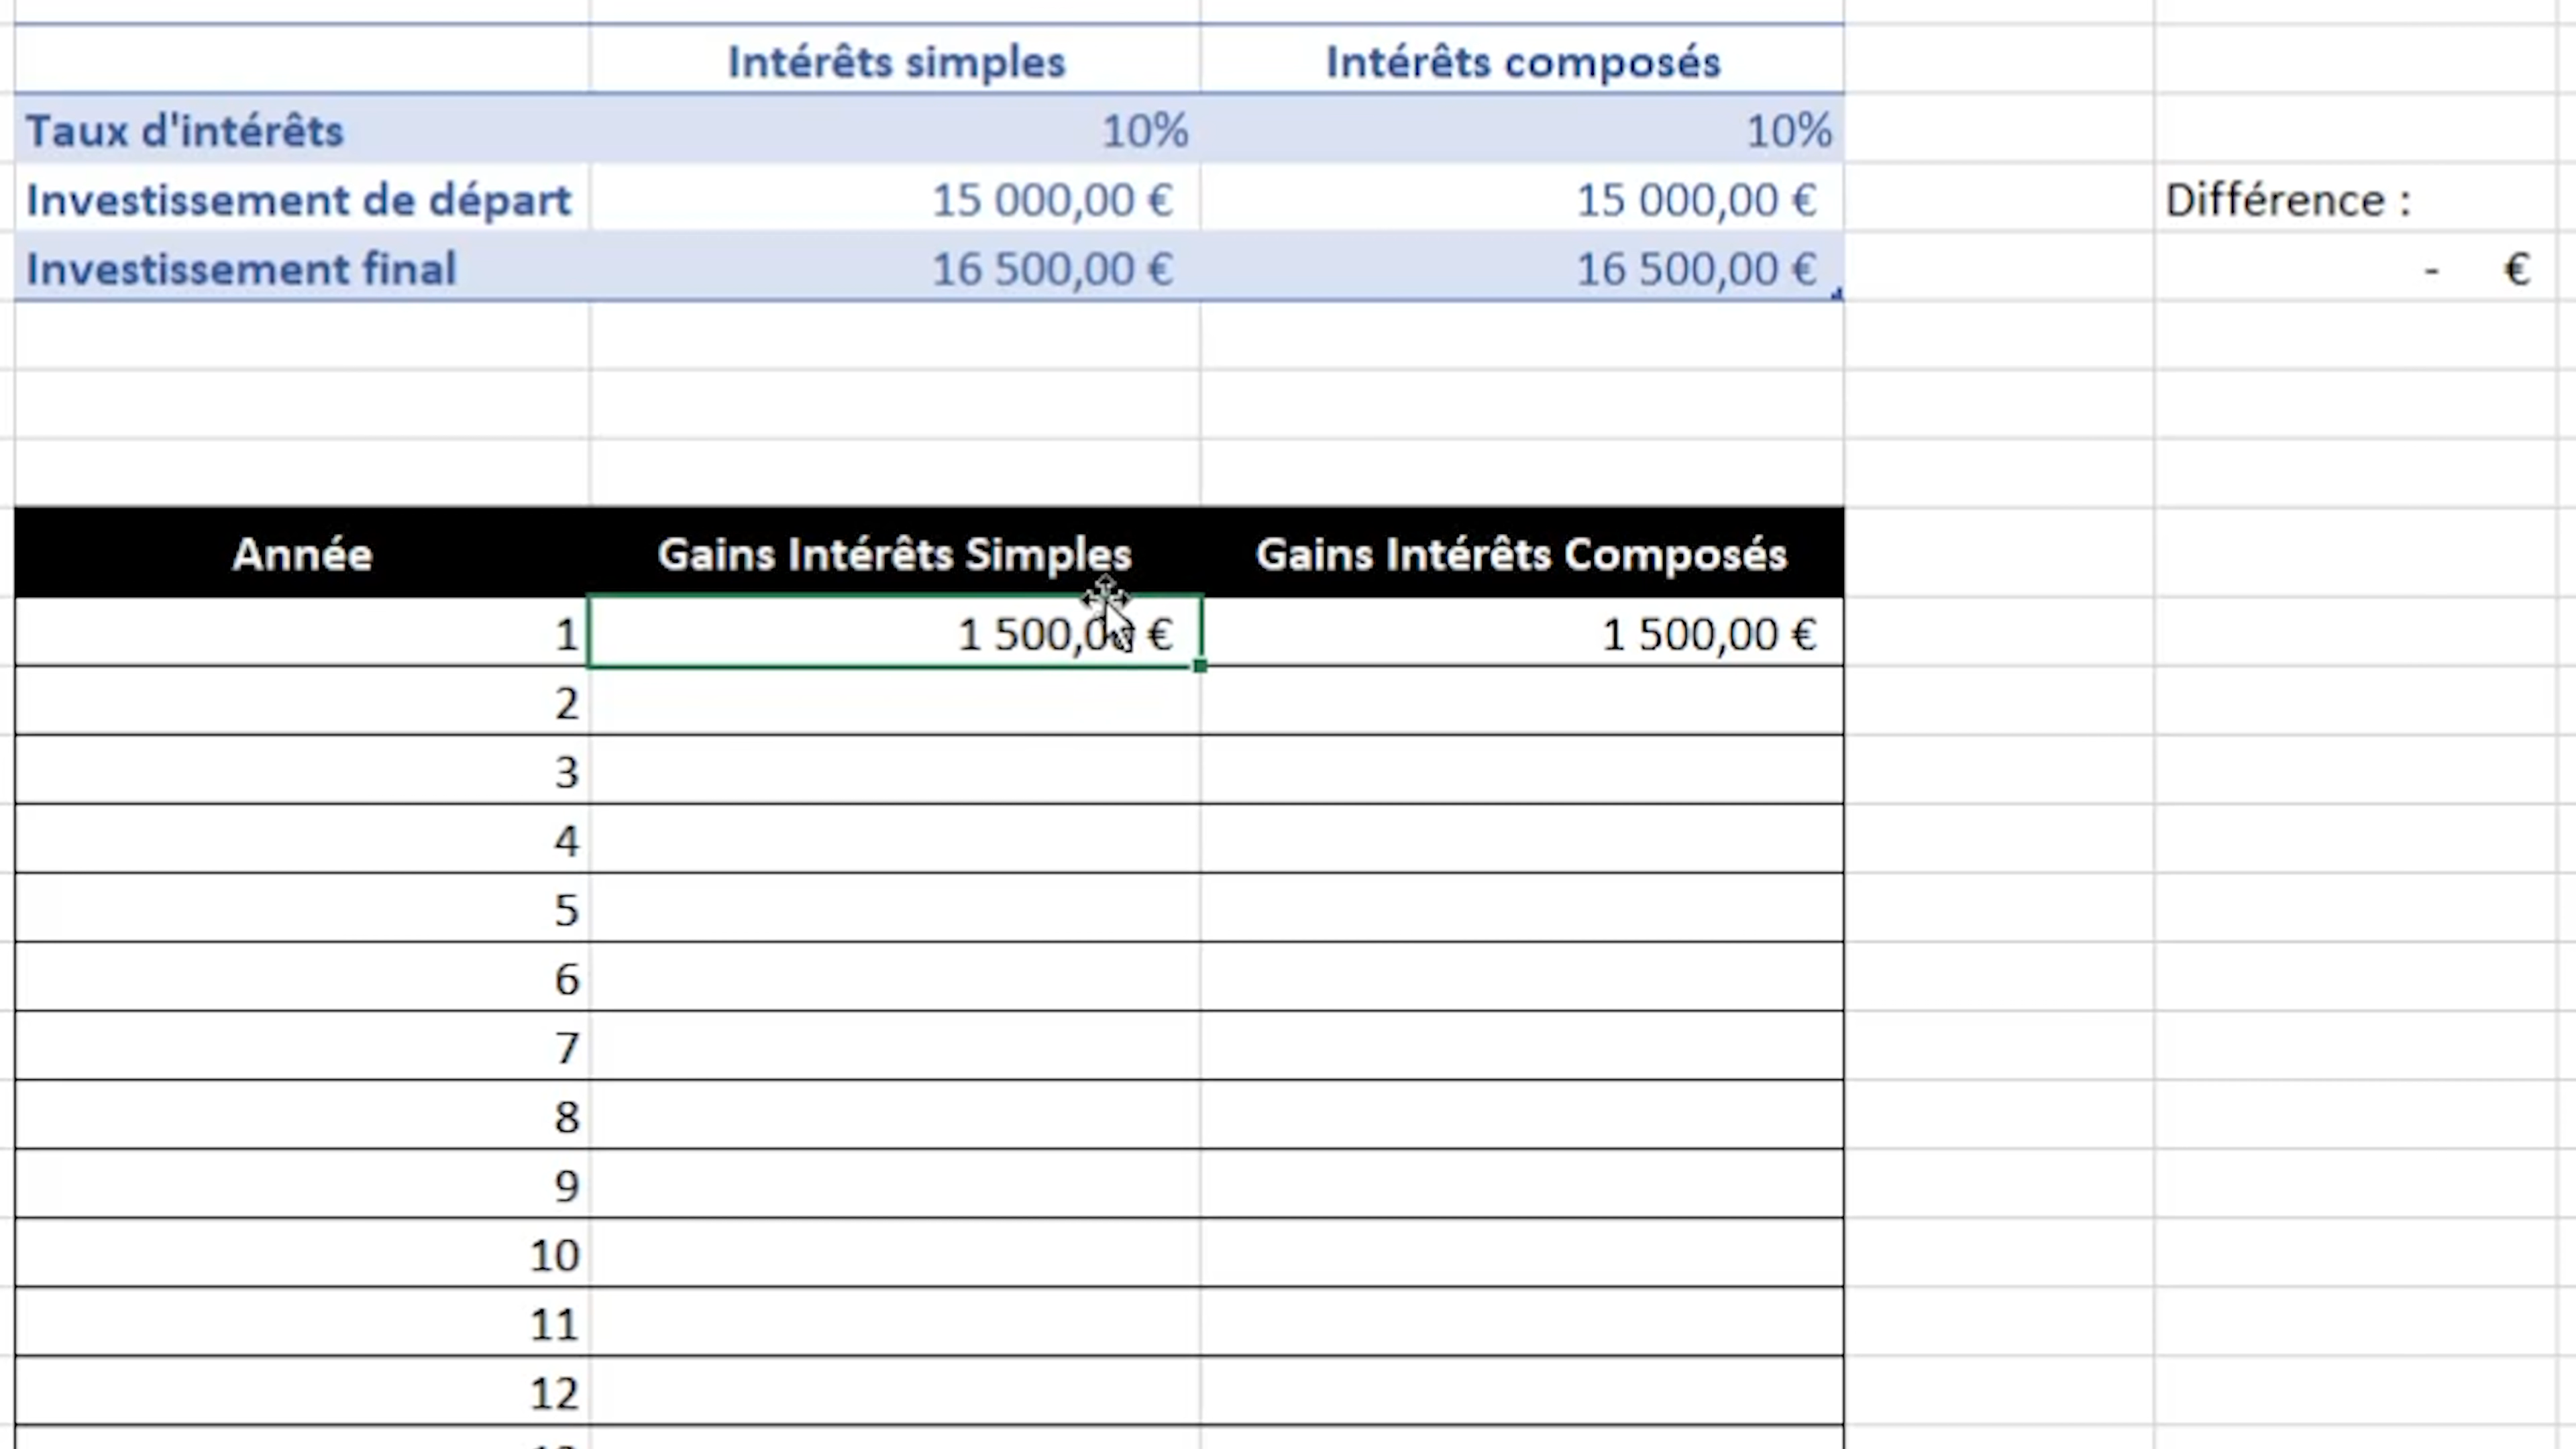 Intérêts simples Intérêts composés
Taux d'intérêts 10% 10%
Investissement de départ 15 000,00 € 15 000,00 € Différence :
Investissement final 16 500,00 € 16 500,00 € - €
Année Gains Intérêts Simples Gains Intérêts Composés
1 1 500,00 € 1 500,00 €
2
3
4
5
6
7
8
9
10
11
12